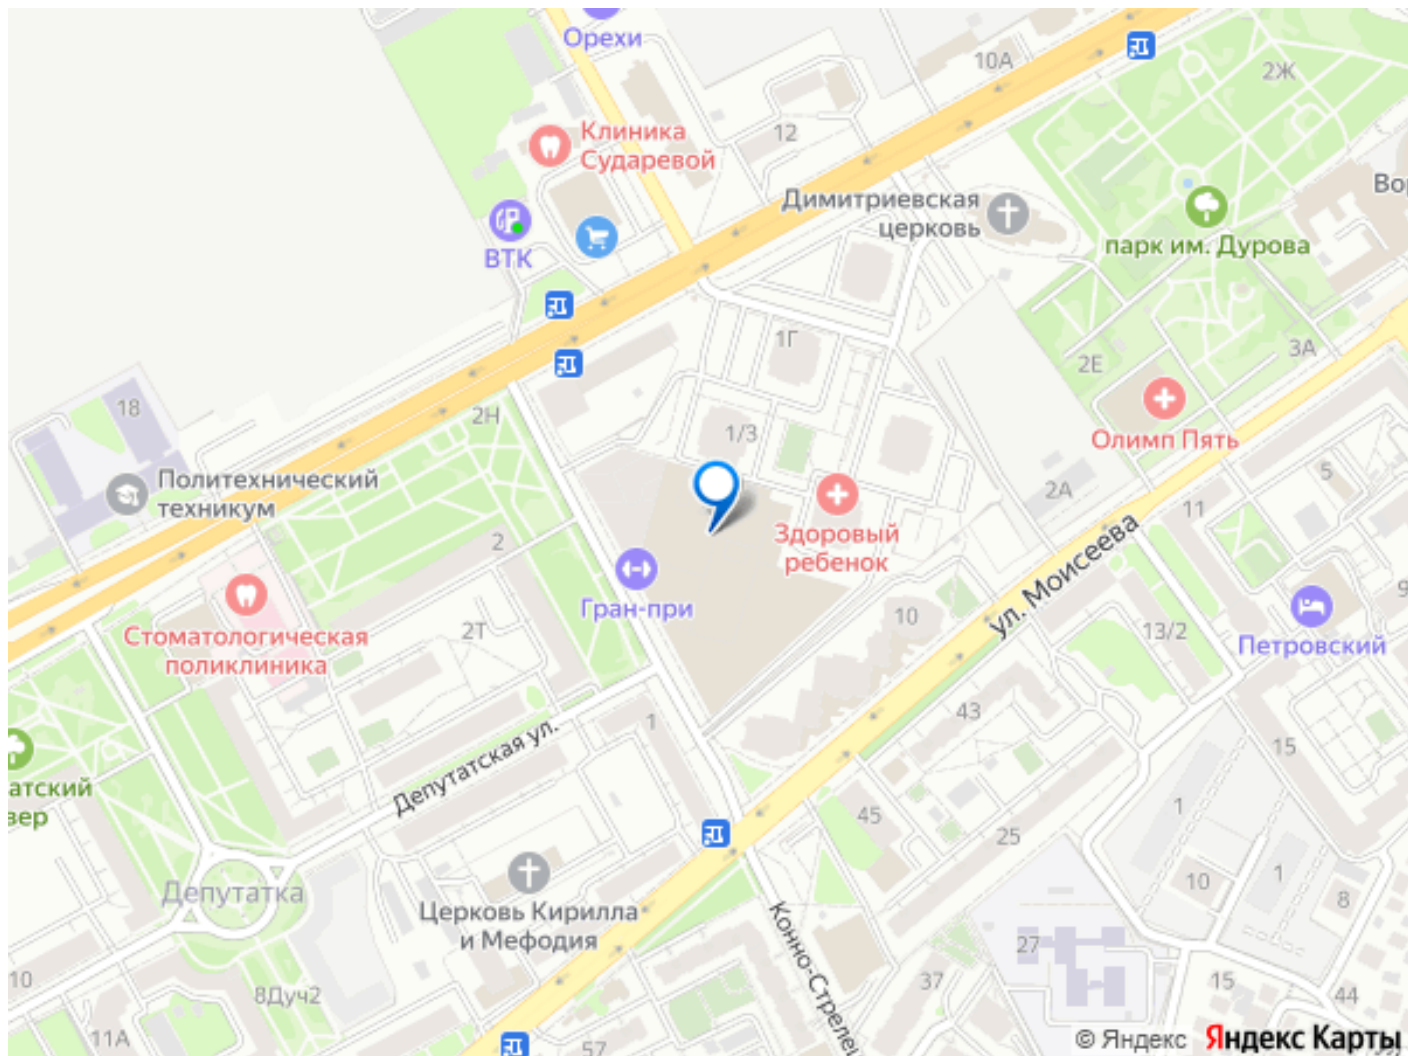 Орехи
10А
2Ж
Клиника
Сударевой
12
Димитриевская
церковь
Вор
ВТК
парк им. Дурова
1Г
3А
2Е
18
2Н
1/3
Олимп Пять
Политехнический
техникум
5
2А
11
2
Здоровый
ребенок
ул. Моисеева
Гран-при
9
Стоматологическая
поликлиника
2Т
10
13/2
Петровский
43
1
15
Депутатская ул.
атский
вер
1
45
25
Депутатка
10
1
8
Церковь Кирилла
и Мефодия
Конно-Стрелец
27
10
8Дуч2
37
15
44
11А
57
© Яндекс Яндекс Карты